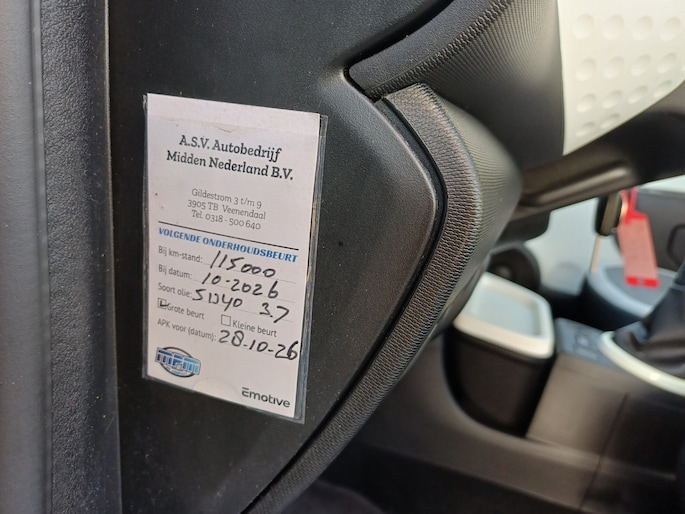 A.S.V. Autobedrijf
Midden Nederland B.V.
Gildestrom 3 t/m 9
3905 TB Veenendaal
Tel. 0318 - 500 640
VOLGENDE ONDERHOUDSBEURT
Bij km-stand: 115000
Bij datum: 10-2026
Soort olie: 5W40 3.7
Grote beurt Kleine beurt
APK voor (datum): 28-10-26
Emotive